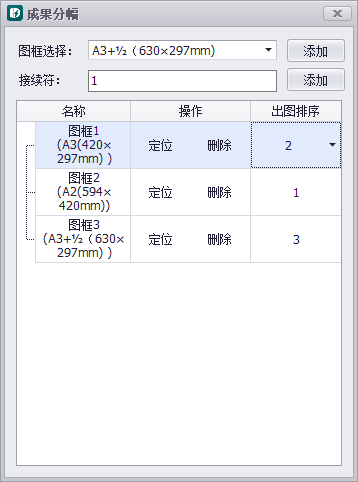 成果分幅
图框选择： A3+½（630×297mm） 添加
接续符： 1 添加
名称 操作 出图排序
图框1
(A3(420×
297mm) )
定位 删除 2
图框2
(A2(594×
420mm))
定位 删除 1
图框3
(A3+½（630×
297mm) )
定位 删除 3